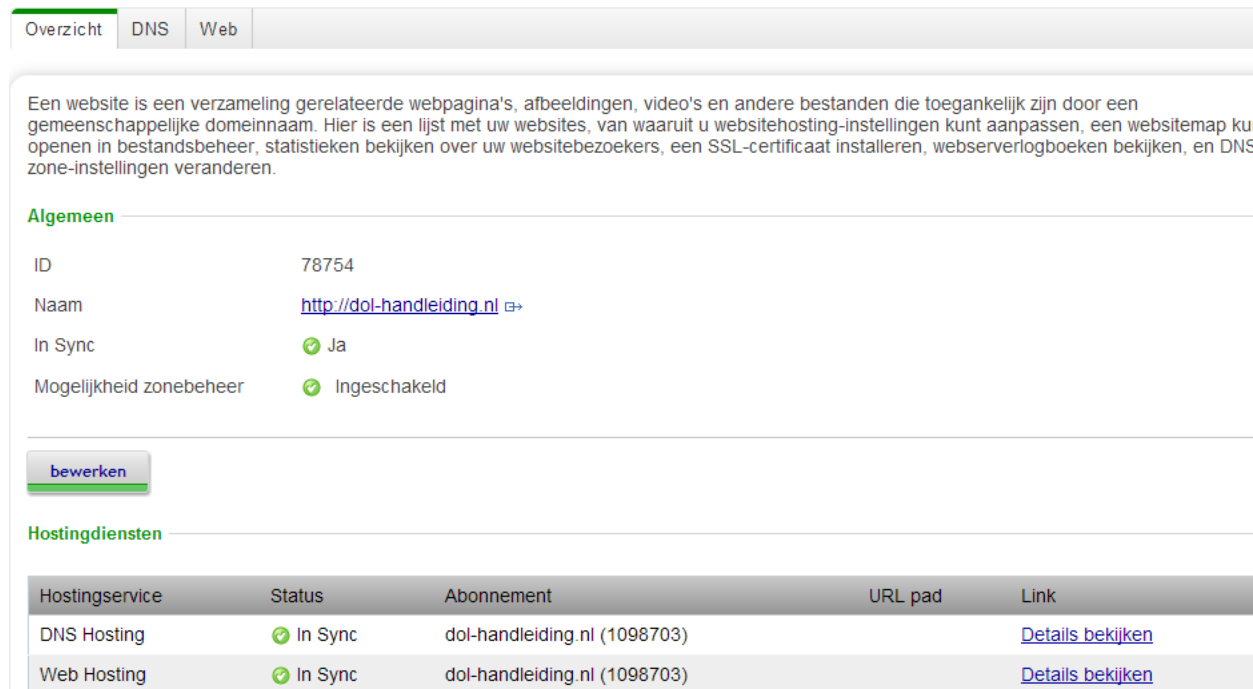 Overzicht DNS Web
Een website is een verzameling gerelateerde webpagina's, afbeeldingen, video's en andere bestanden die toegankelijk zijn door een
gemeenschappelijke domeinnaam. Hier is een lijst met uw websites, van waaruit u websitehosting-instellingen kunt aanpassen, een websitemap
openen in bestandsbeheer, statistieken bekijken over uw websitebezoekers, een SSL-certificaat installeren, webserverlogboeken bekijken, en DNS
zone-instellingen veranderen.
Algemeen
ID 78754
Naam http://dol-handleiding.nl
In Sync Ja
Mogelijkheid zonebeheer Ingeschakeld
bewerken
Hostingdiensten
Hostingservice Status Abonnement URL pad Link
DNS Hosting In Sync dol-handleiding.nl (1098703) Details bekijken
Web Hosting In Sync dol-handleiding.nl (1098703) Details bekijken